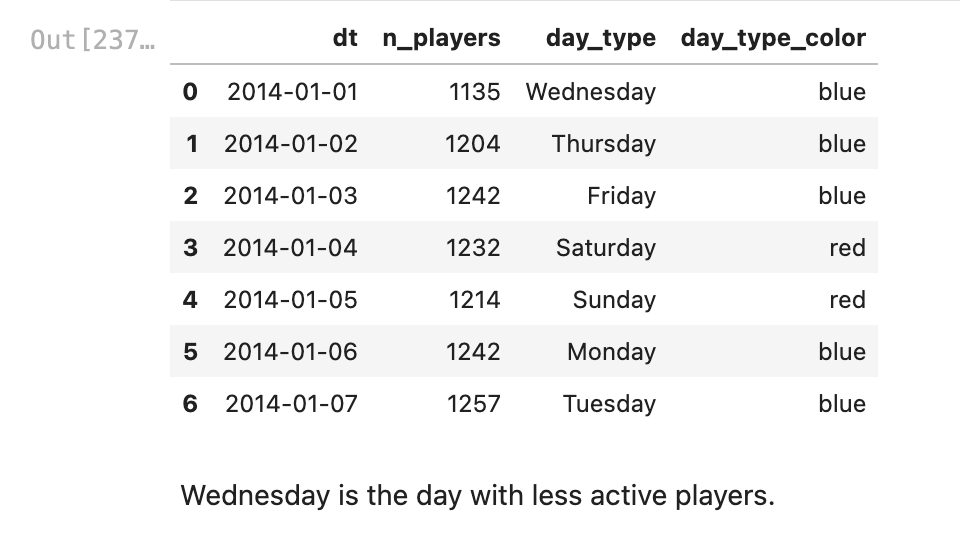 Out[237…
dt n_players day_type day_type_color
0 2014-01-01 1135 Wednesday blue
1 2014-01-02 1204 Thursday blue
2 2014-01-03 1242 Friday blue
3 2014-01-04 1232 Saturday red
4 2014-01-05 1214 Sunday red
5 2014-01-06 1242 Monday blue
6 2014-01-07 1257 Tuesday blue
Wednesday is the day with less active players.